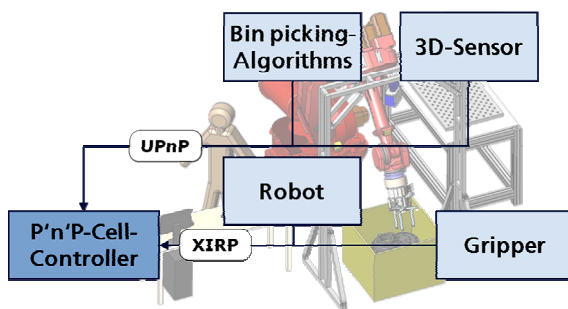 Bin picking-
Algorithms
3D-Sensor
UPnP
Robot
P‘n‘P-Cell-
Controller
XIRP
Gripper